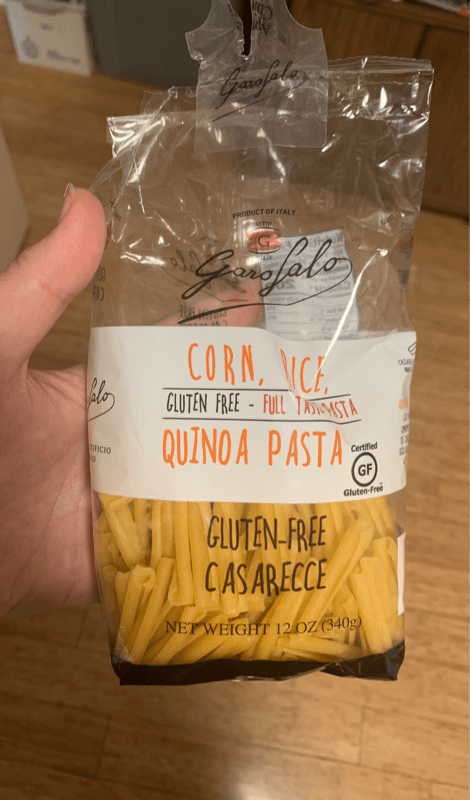 Garofalo
PRODUCT OF ITALY
G
Garofalo
CORN, RICE,
GLUTEN FREE - FULL TASTE PASTA
QUINOA PASTA
Certified
GF
Gluten-Free
GLUTEN-FREE
CASARECCE
NET WEIGHT 12 OZ (340g)